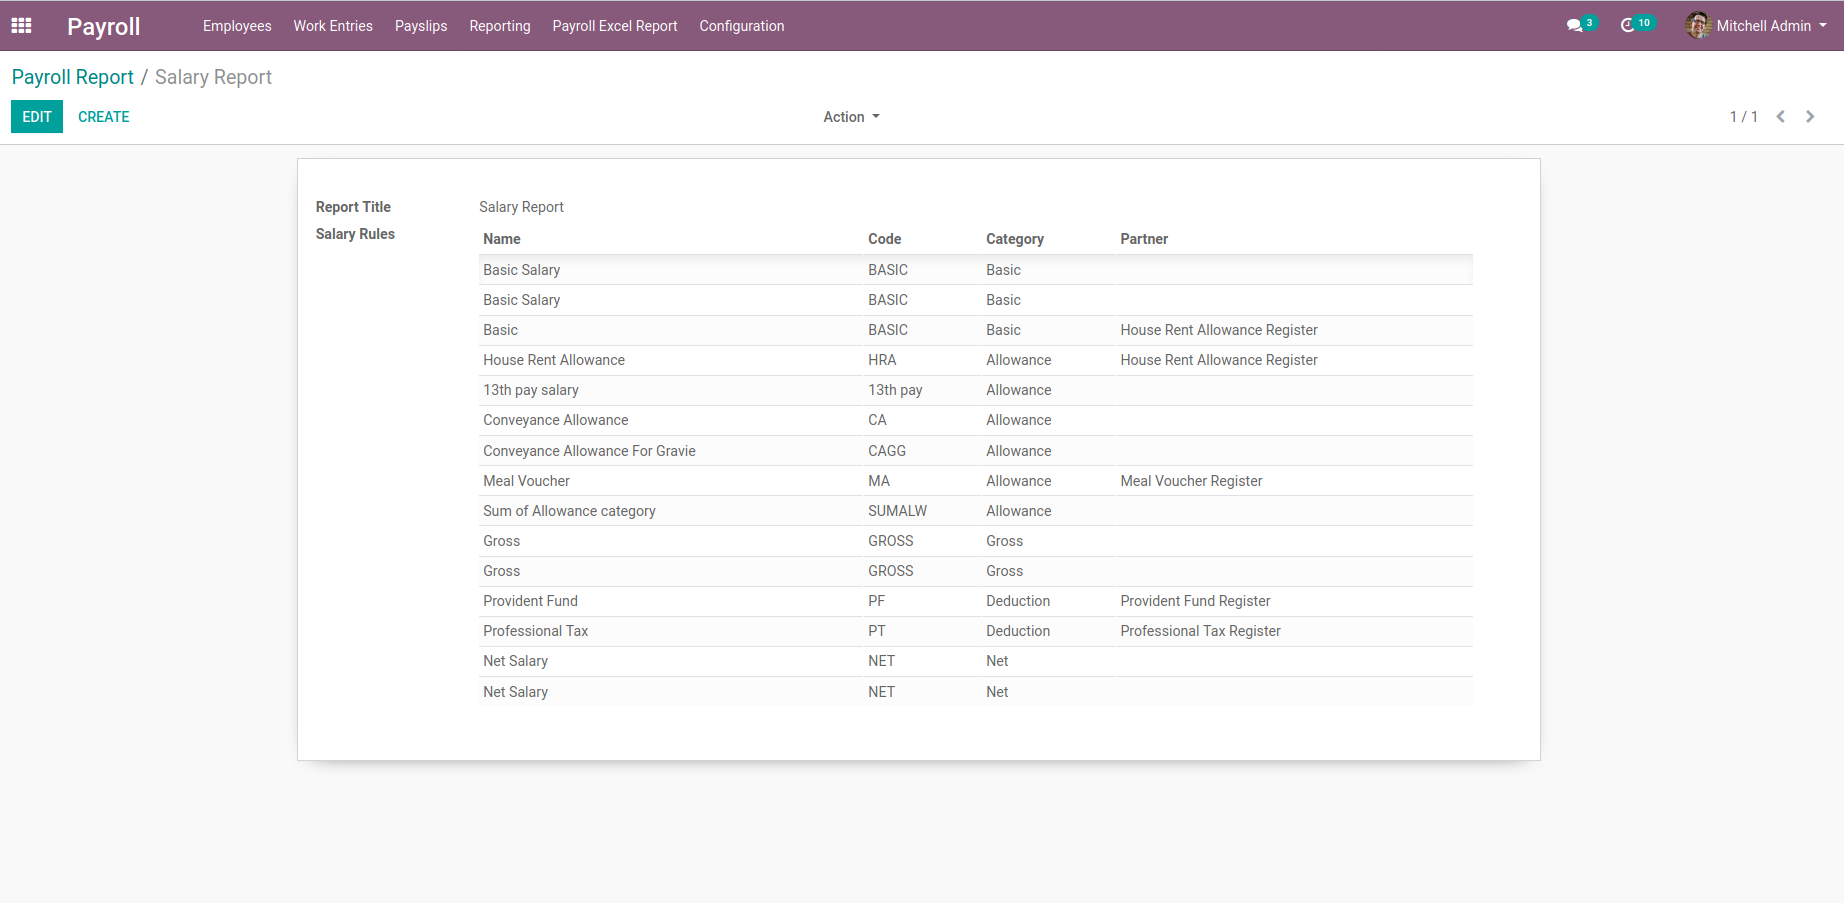 Payroll Employees Work Entries Payslips Reporting Payroll Excel Report Configuration 3 10 Mitchell Admin
Payroll Report / Salary Report
EDIT CREATE Action 1 / 1
Report Title Salary Report
Salary Rules
Name Code Category Partner
Basic Salary BASIC Basic
Basic Salary BASIC Basic
Basic BASIC Basic House Rent Allowance Register
House Rent Allowance HRA Allowance House Rent Allowance Register
13th pay salary 13th pay Allowance
Conveyance Allowance CA Allowance
Conveyance Allowance For Gravie CAGG Allowance
Meal Voucher MA Allowance Meal Voucher Register
Sum of Allowance category SUMALW Allowance
Gross GROSS Gross
Gross GROSS Gross
Provident Fund PF Deduction Provident Fund Register
Professional Tax PT Deduction Professional Tax Register
Net Salary NET Net
Net Salary NET Net